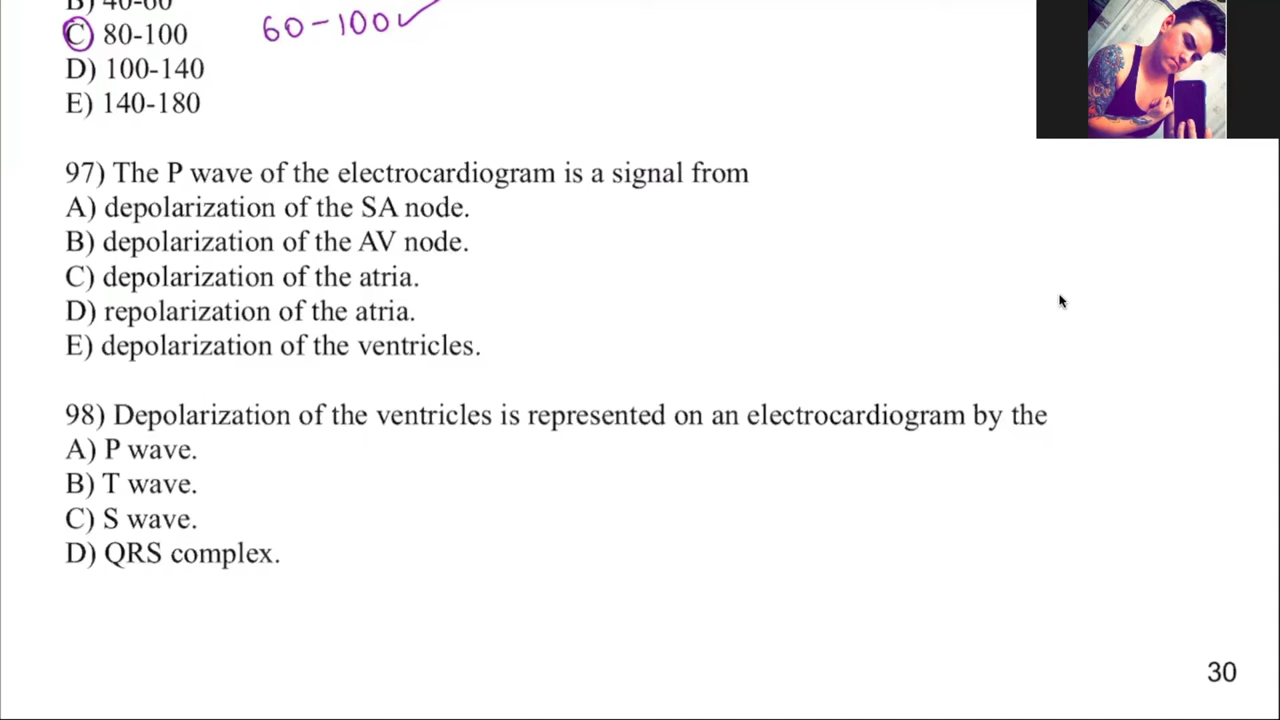 B) 40-60
C) 80-100
60-100
D) 100-140
E) 140-180
97) The P wave of the electrocardiogram is a signal from
A) depolarization of the SA node.
B) depolarization of the AV node.
C) depolarization of the atria.
D) repolarization of the atria.
E) depolarization of the ventricles.
98) Depolarization of the ventricles is represented on an electrocardiogram by the
A) P wave.
B) T wave.
C) S wave.
D) QRS complex.
30